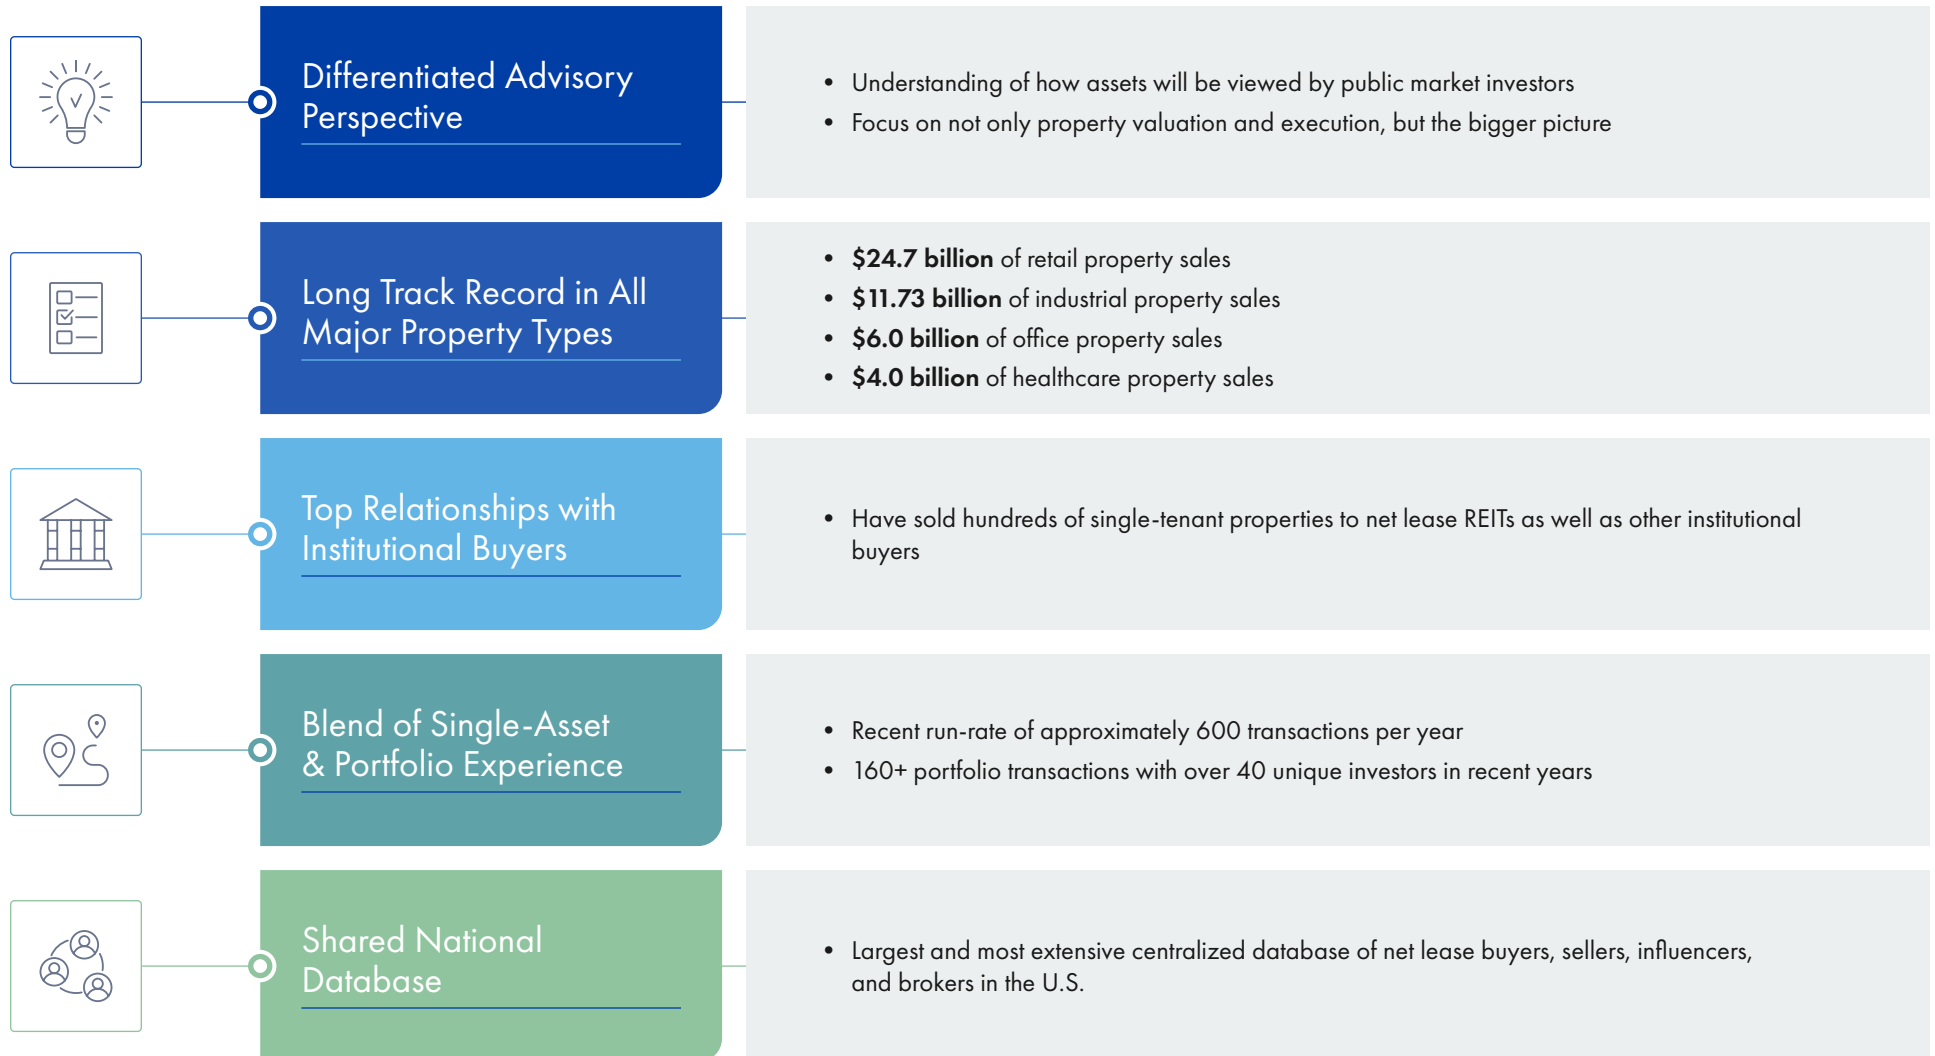 Differentiated Advisory
Perspective
• Understanding of how assets will be viewed by public market investors
• Focus on not only property valuation and execution, but the bigger picture
Long Track Record in All
Major Property Types
• $24.7 billion of retail property sales
• $11.73 billion of industrial property sales
• $6.0 billion of office property sales
• $4.0 billion of healthcare property sales
Top Relationships with
Institutional Buyers
• Have sold hundreds of single-tenant properties to net lease REITs as well as other institutional
buyers
Blend of Single-Asset
& Portfolio Experience
• Recent run-rate of approximately 600 transactions per year
• 160+ portfolio transactions with over 40 unique investors in recent years
Shared National
Database
• Largest and most extensive centralized database of net lease buyers, sellers, influencers,
and brokers in the U.S.